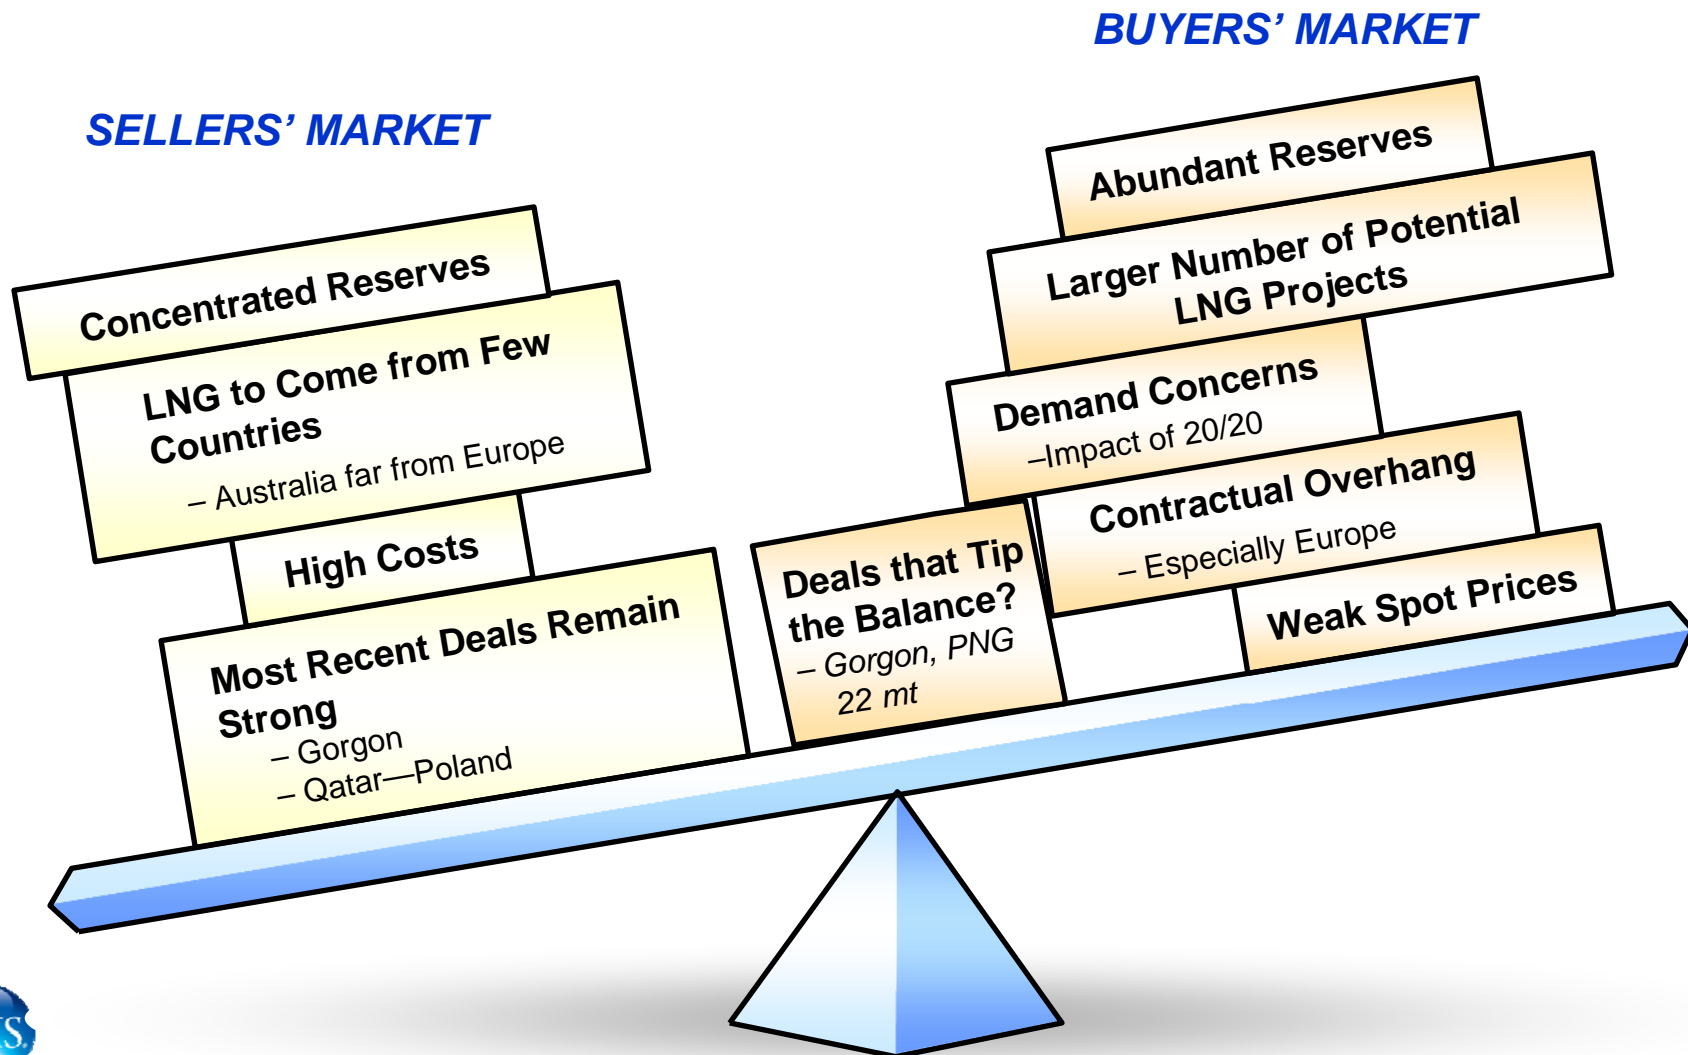 BUYERS’ MARKET
SELLERS’ MARKET
Concentrated Reserves
LNG to Come from Few
Countries
– Australia far from Europe
High Costs
Most Recent Deals Remain
Strong
– Gorgon
– Qatar—Poland
Deals that Tip
the Balance?
– Gorgon, PNG
22 mt
Abundant Reserves
Larger Number of Potential
LNG Projects
Demand Concerns
–Impact of 20/20
Contractual Overhang
– Especially Europe
Weak Spot Prices